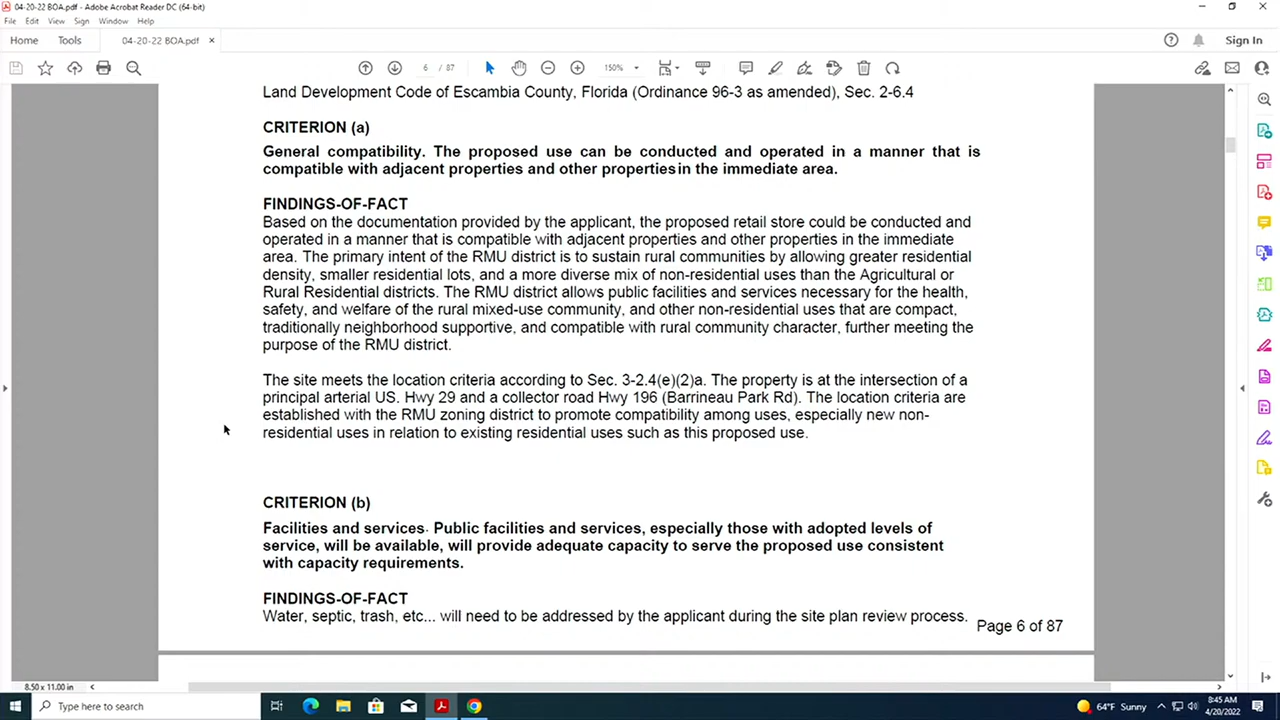 04-20-22 BOA.pdf - Adobe Acrobat Reader DC (64-bit)
File Edit View Sign Window Help
Home Tools 04-20-22 BOA.pdf × Sign In
6 / 87 150%
Land Development Code of Escambia County, Florida (Ordinance 96-3 as amended), Sec. 2-6.4
CRITERION (a)
General compatibility. The proposed use can be conducted and operated in a manner that is
compatible with adjacent properties and other properties in the immediate area.
FINDINGS-OF-FACT
Based on the documentation provided by the applicant, the proposed retail store could be conducted and
operated in a manner that is compatible with adjacent properties and other properties in the immediate
area. The primary intent of the RMU district is to sustain rural communities by allowing greater residential
density, smaller residential lots, and a more diverse mix of non-residential uses than the Agricultural or
Rural Residential districts. The RMU district allows public facilities and services necessary for the health,
safety, and welfare of the rural mixed-use community, and other non-residential uses that are compact,
traditionally neighborhood supportive, and compatible with rural community character, further meeting the
purpose of the RMU district.
The site meets the location criteria according to Sec. 3-2.4(e)(2)a. The property is at the intersection of a
principal arterial US. Hwy 29 and a collector road Hwy 196 (Barrineau Park Rd). The location criteria are
established with the RMU zoning district to promote compatibility among uses, especially new non-
residential uses in relation to existing residential uses such as this proposed use.
CRITERION (b)
Facilities and services. Public facilities and services, especially those with adopted levels of
service, will be available, will provide adequate capacity to serve the proposed use consistent
with capacity requirements.
FINDINGS-OF-FACT
Water, septic, trash, etc... will need to be addressed by the applicant during the site plan review process.
Page 6 of 87
8.50 x 11.00 in
Type here to search
64°F Sunny
8:45 AM
4/20/2022